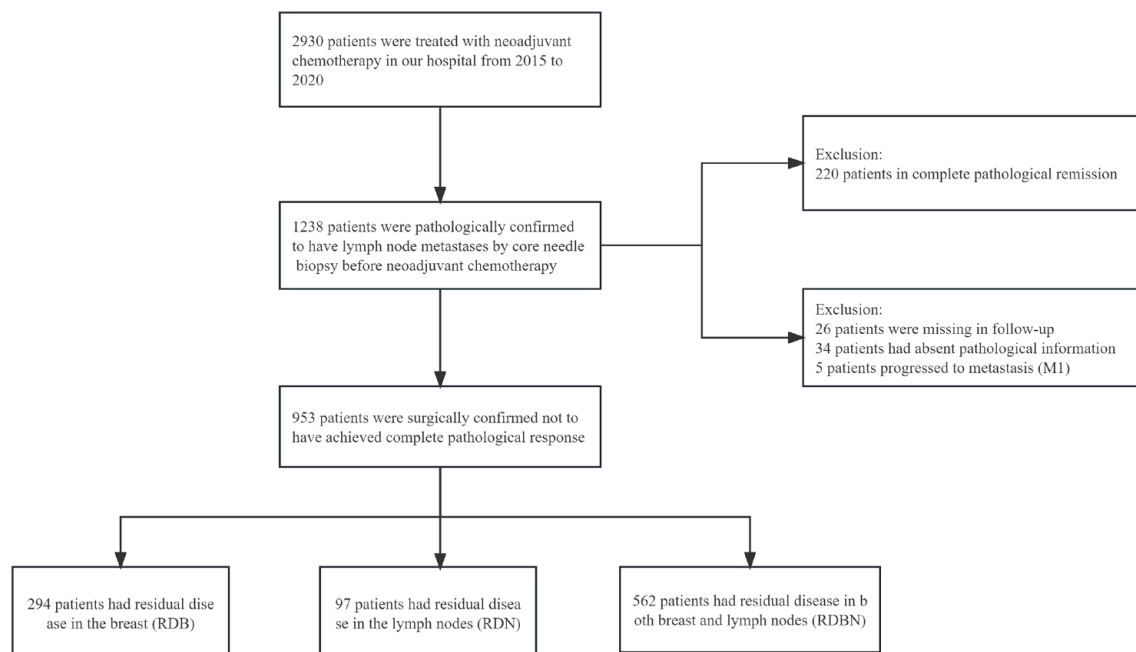 2930 patients were treated with neoadjuvant
chemotherapy in our hospital from 2015 to
2020
Exclusion:
220 patients in complete pathological remission
1238 patients were pathologically confirmed
to have lymph node metastases by core needle
biopsy before neoadjuvant chemotherapy
Exclusion:
26 patients were missing in follow-up
34 patients had absent pathological information
5 patients progressed to metastasis (M1)
953 patients were surgically confirmed not to
have achieved complete pathological response
294 patients had residual dise
ase in the breast (RDB)
97 patients had residual disea
se in the lymph nodes (RDN)
562 patients had residual disease in b
oth breast and lymph nodes (RDBN)